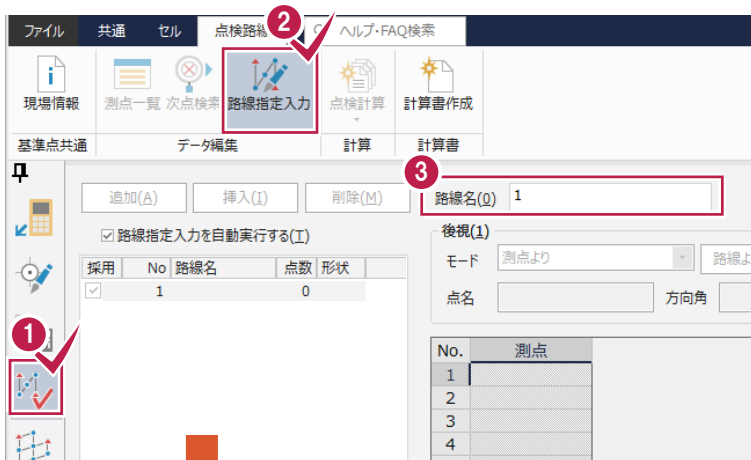 ファイル 共通 セル 点検路線 ヘルプ・FAQ検索
2
現場情報 測点一覧 次点検索 路線指定入力 点検計算 計算書作成
基準点共通 データ編集 計算 計算書
3
追加(A) 挿入(I) 削除(M) 路線名(0) 1
路線指定入力を自動実行する(T) 後視(1)
モード 測点より 路線よ
採用 No 路線名 点数 形状
1 0
点名 方向角
1
No. 測点
1
2
3
4